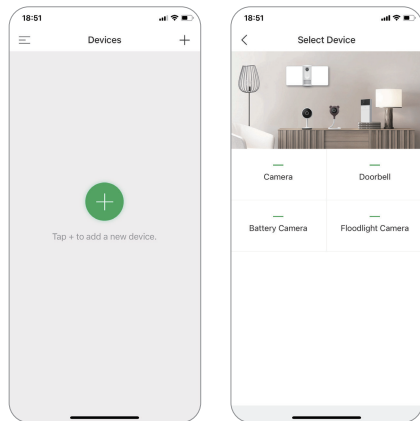 18:51
Devices
Tap + to add a new device.
18:51
Select Device
Camera
Doorbell
Battery Camera
Floodlight Camera